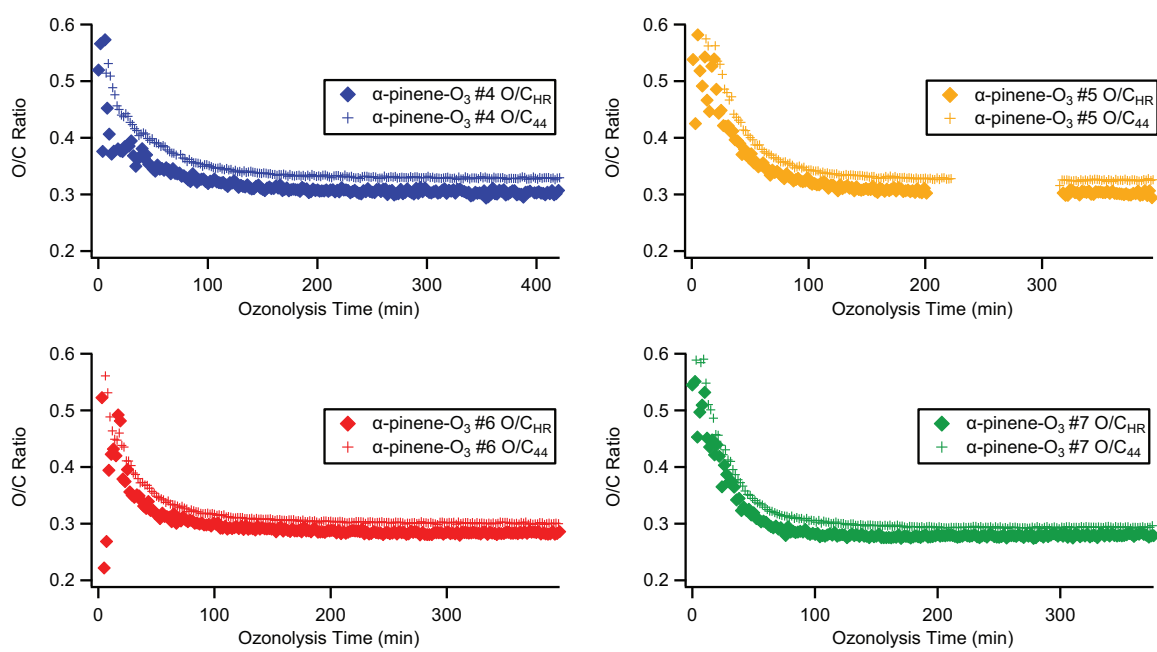 0.6
0.5
0.4
0.3
0.2
O/C Ratio
α-pinene-O₃ #4 O/C_HR
α-pinene-O₃ #4 O/C₄₄
0 100 200 300 400
Ozonolysis Time (min)
0.6
0.5
0.4
0.3
0.2
O/C Ratio
α-pinene-O₃ #5 O/C_HR
α-pinene-O₃ #5 O/C₄₄
0 100 200 300 400
Ozonolysis Time (min)
0.6
0.5
0.4
0.3
0.2
O/C Ratio
α-pinene-O₃ #6 O/C_HR
α-pinene-O₃ #6 O/C₄₄
0 100 200 300
Ozonolysis Time (min)
0.6
0.5
0.4
0.3
0.2
O/C Ratio
α-pinene-O₃ #7 O/C_HR
α-pinene-O₃ #7 O/C₄₄
0 100 200 300
Ozonolysis Time (min)